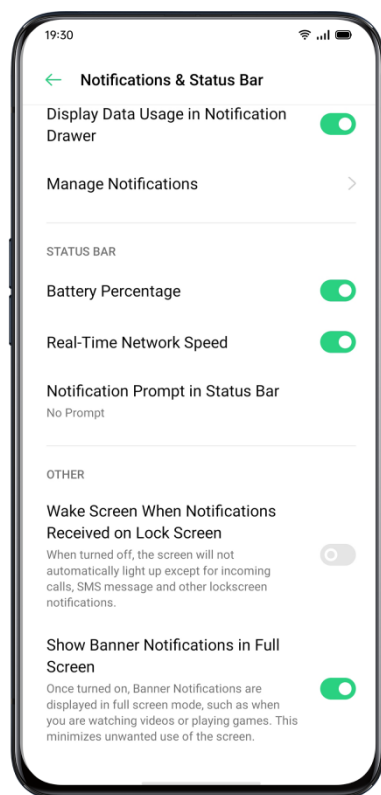 19:30
Notifications & Status Bar
Display Data Usage in Notification
Drawer
Manage Notifications
STATUS BAR
Battery Percentage
Real-Time Network Speed
Notification Prompt in Status Bar
No Prompt
OTHER
Wake Screen When Notifications
Received on Lock Screen
When turned off, the screen will not
automatically light up except for incoming
calls, SMS message and other lockscreen
notifications.
Show Banner Notifications in Full
Screen
Once turned on, Banner Notifications are
displayed in full screen mode, such as when
you are watching videos or playing games. This
minimizes unwanted use of the screen.